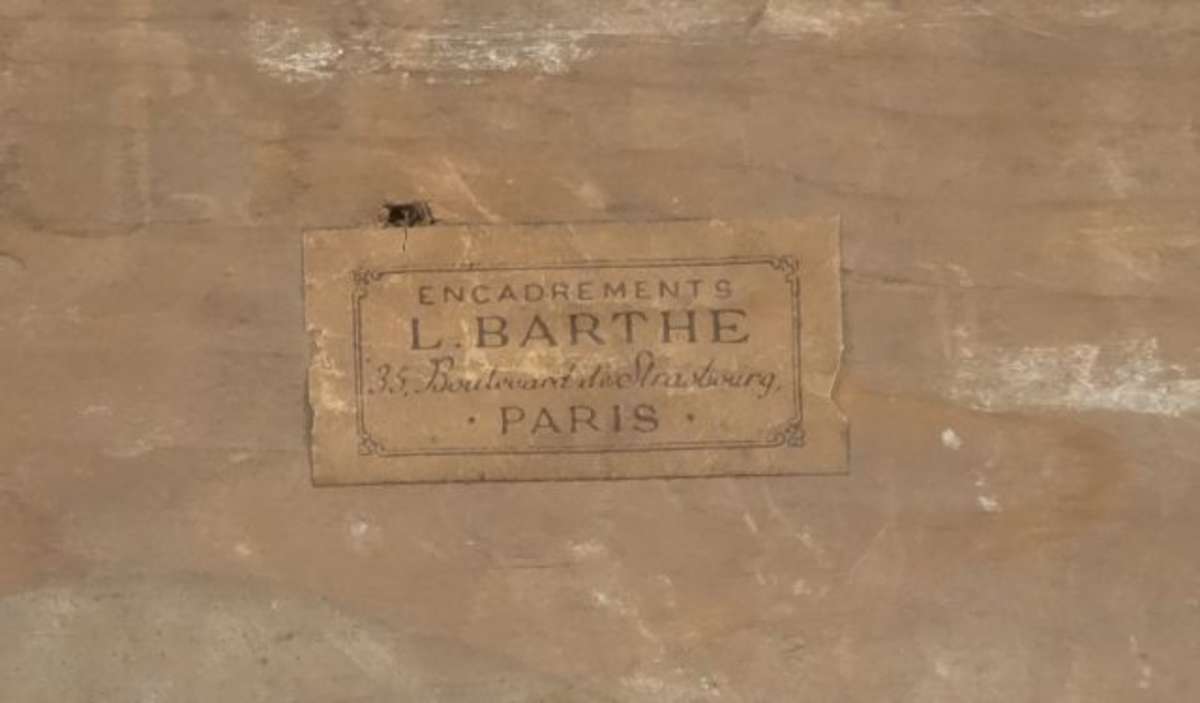 ENCADREMENTS
L. BARTHE
35, Boulevard de Strasbourg,
· PARIS ·